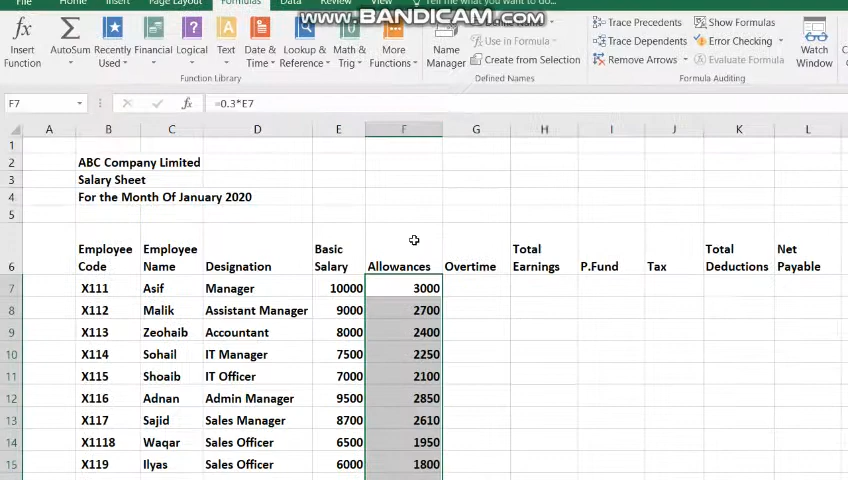 Home Insert Formulas Data View Tell me what you want to do...
www.BANDICAM.com
Insert Function
AutoSum
Recently Used
Financial
Logical
Text
Date & Time
Lookup & Reference
Math & Trig
More Functions
Function Library
Name Manager
Use in Formula
Create from Selection
Defined Names
Trace Precedents
Trace Dependents
Remove Arrows
Show Formulas
Error Checking
Evaluate Formula
Formula Auditing
Watch Window
F7 fx =0.3*E7
A B C D E F G H I J K L
1
2 ABC Company Limited
3 Salary Sheet
4 For the Month Of January 2020
5
6 Employee Code Employee Name Designation Basic Salary Allowances Overtime Total Earnings P.Fund Tax Total Deductions Net Payable
7 X111 Asif Manager 10000 3000
8 X112 Malik Assistant Manager 9000 2700
9 X113 Zeohaib Accountant 8000 2400
10 X114 Sohail IT Manager 7500 2250
11 X115 Shoaib IT Officer 7000 2100
12 X116 Adnan Admin Manager 9500 2850
13 X117 Sajid Sales Manager 8700 2610
14 X1118 Waqar Sales Officer 6500 1950
15 X119 Ilyas Sales Officer 6000 1800